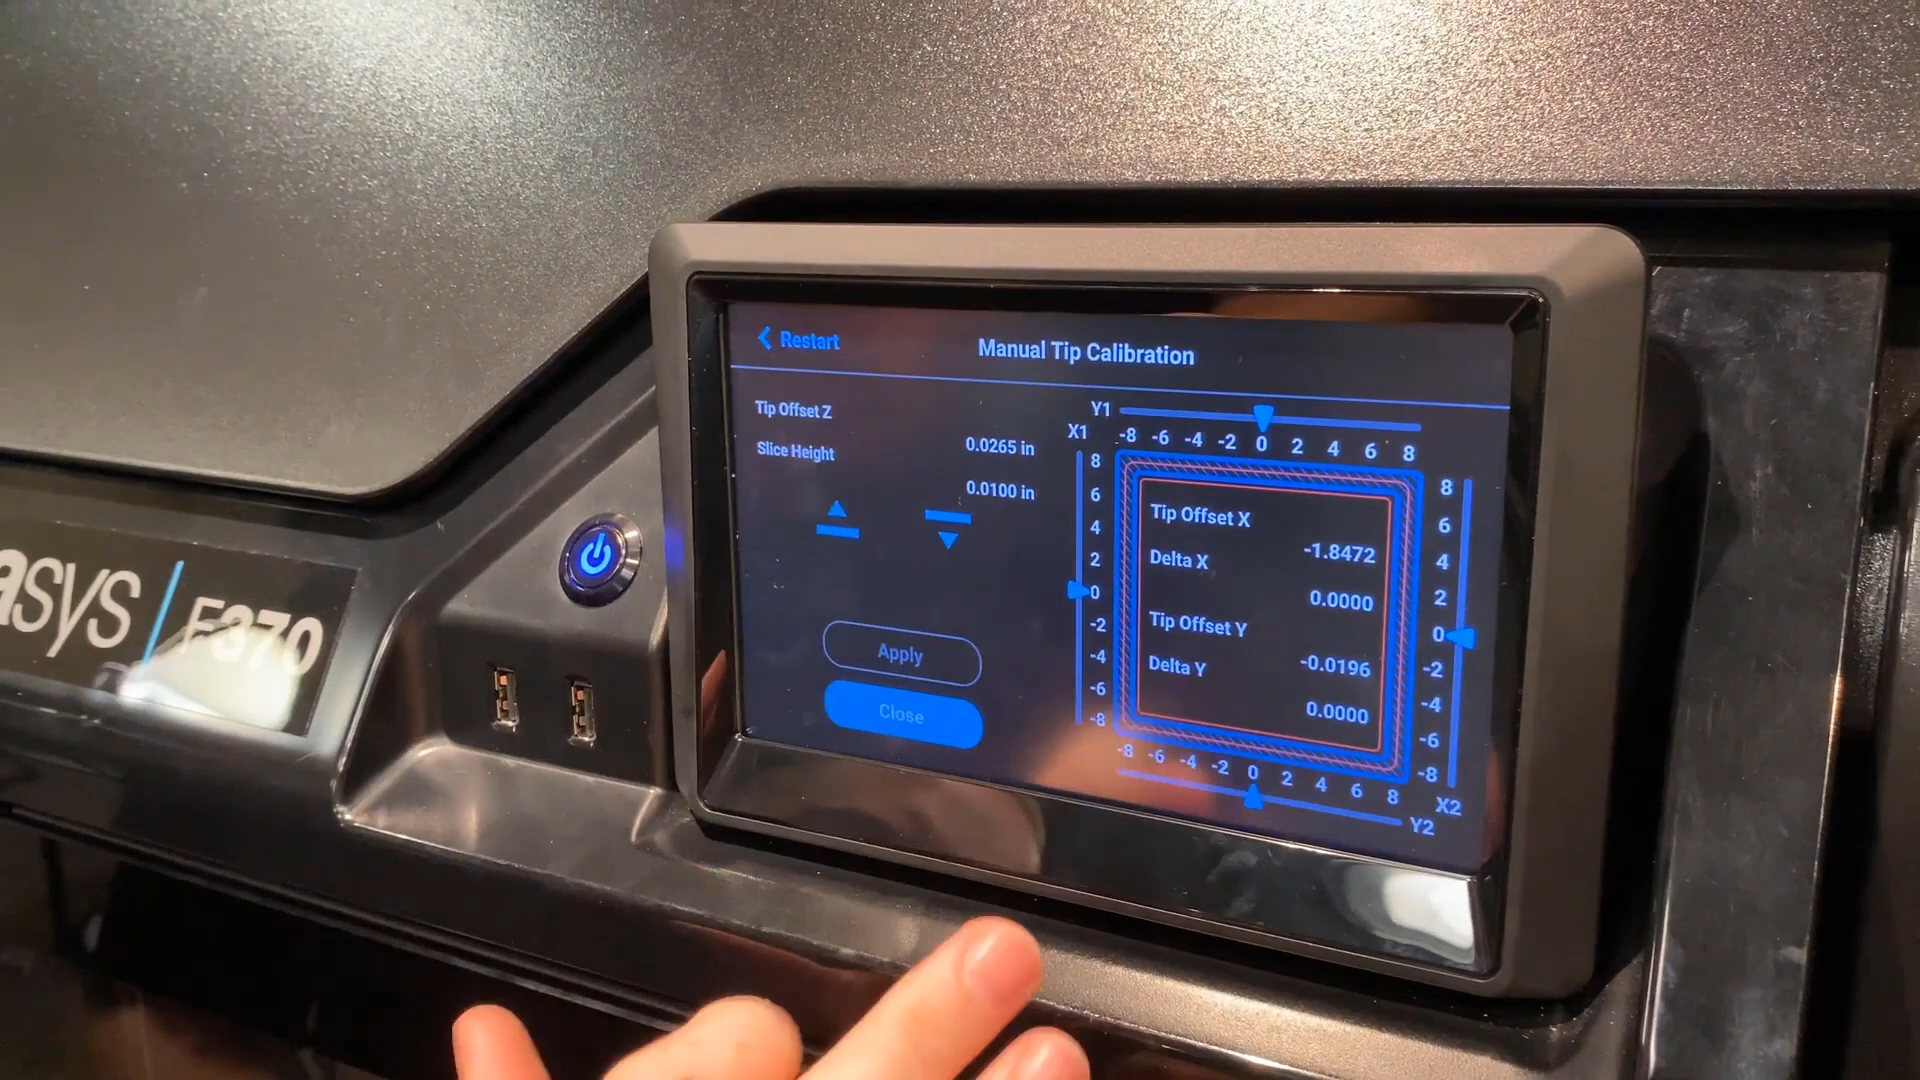 asys | F370
Restart
Manual Tip Calibration
Tip Offset Z
0.0265 in
Slice Height
0.0100 in
Apply
Close
Y1
-8 -6 -4 -2 0 2 4 6 8
X1
8
6
4
2
0
-2
-4
-6
-8
Tip Offset X
-1.8472
Delta X
0.0000
Tip Offset Y
-0.0196
Delta Y
0.0000
8
6
4
2
0
-2
-4
-6
-8
X2
-8 -6 -4 -2 0 2 4 6 8
Y2